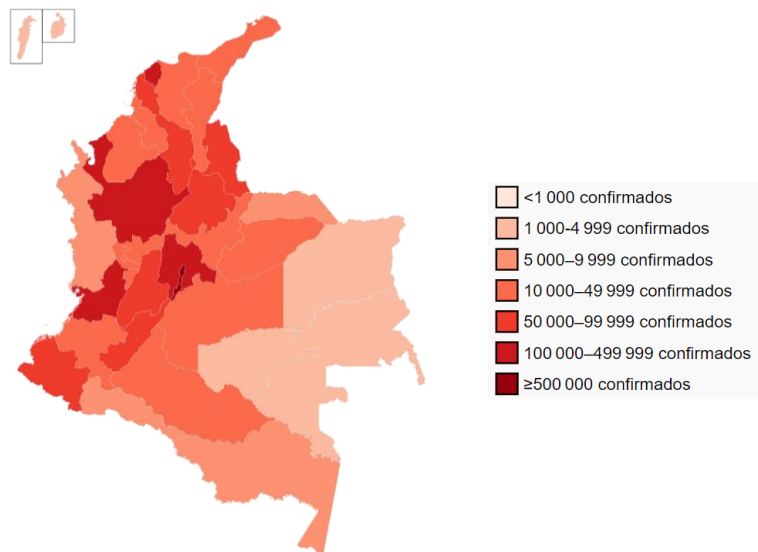 <1 000 confirmados
1 000-4 999 confirmados
5 000–9 999 confirmados
10 000–49 999 confirmados
50 000–99 999 confirmados
100 000–499 999 confirmados
≥500 000 confirmados